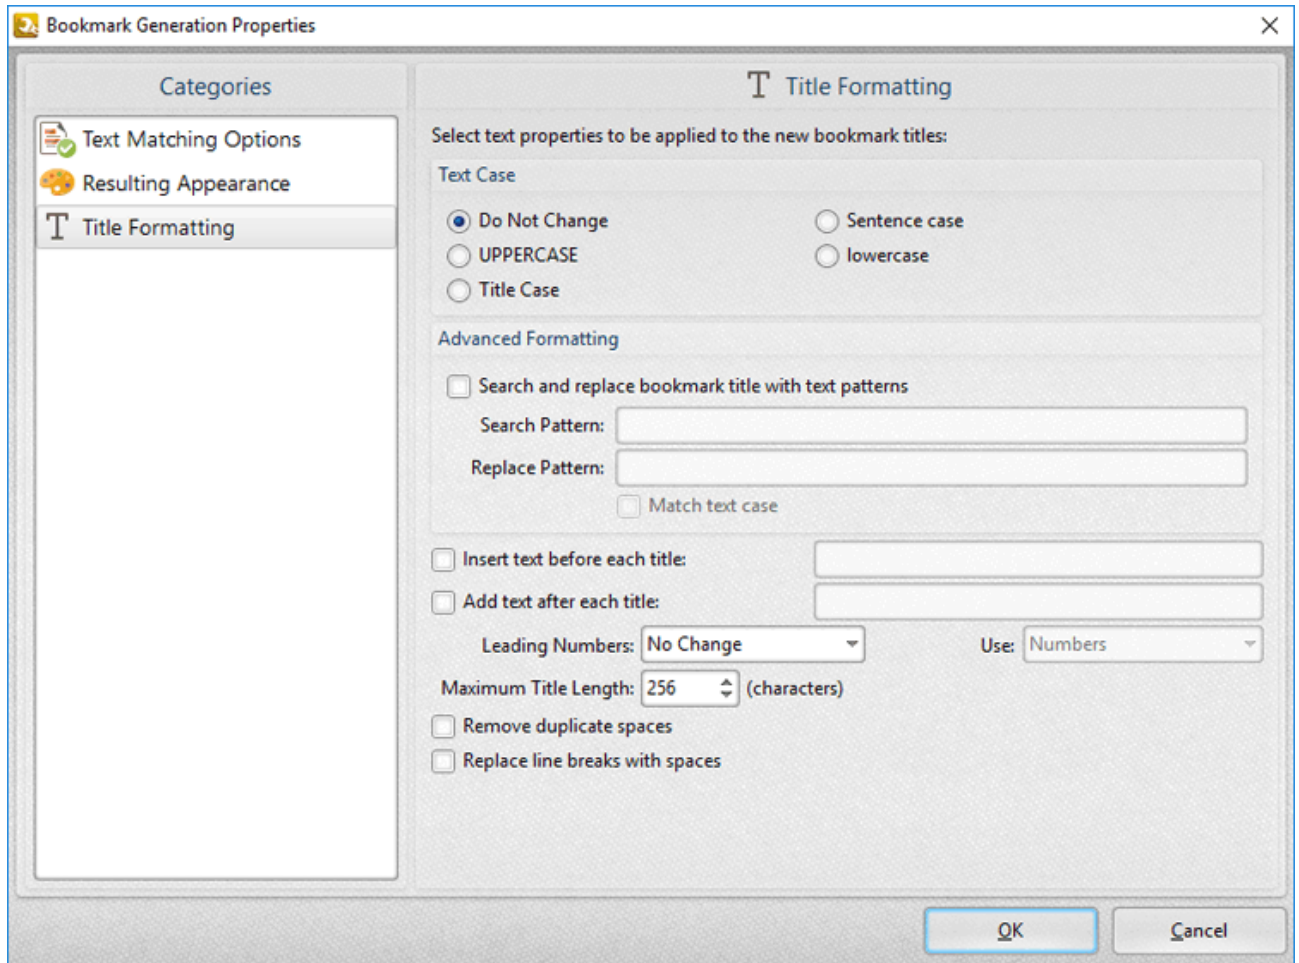 Bookmark Generation Properties
Categories
Text Matching Options
Resulting Appearance
Title Formatting
Title Formatting
Select text properties to be applied to the new bookmark titles:
Text Case
Do Not Change
Sentence case
UPPERCASE
lowercase
Title Case
Advanced Formatting
Search and replace bookmark title with text patterns
Search Pattern:
Replace Pattern:
Match text case
Insert text before each title:
Add text after each title:
Leading Numbers: No Change Use: Numbers
Maximum Title Length: 256 (characters)
Remove duplicate spaces
Replace line breaks with spaces
OK Cancel